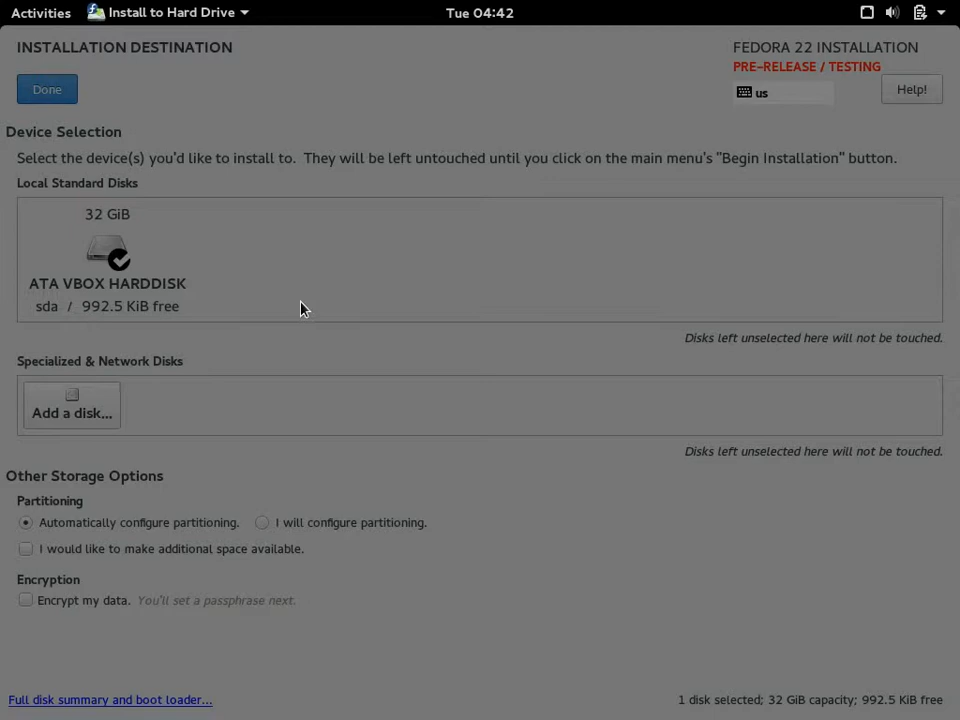 Activities
Install to Hard Drive
Tue 04:42
INSTALLATION DESTINATION
FEDORA 22 INSTALLATION
PRE-RELEASE / TESTING
Done
us
Help!
Device Selection
Select the device(s) you'd like to install to. They will be left untouched until you click on the main menu's "Begin Installation" button.
Local Standard Disks
32 GiB
ATA VBOX HARDDISK
sda / 992.5 KiB free
Disks left unselected here will not be touched.
Specialized & Network Disks
Add a disk...
Disks left unselected here will not be touched.
Other Storage Options
Partitioning
Automatically configure partitioning. I will configure partitioning.
I would like to make additional space available.
Encryption
Encrypt my data. You'll set a passphrase next.
Full disk summary and boot loader...
1 disk selected; 32 GiB capacity; 992.5 KiB free